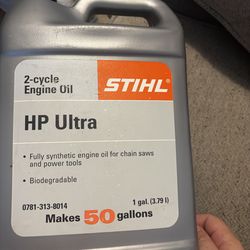 2-cycle
Engine Oil
STIHL®
HP Ultra
• Fully synthetic engine oil for chain saws
and power tools
• Biodegradable
1 gal. (3.79 l)
0781-313-8014
Makes 50 gallons